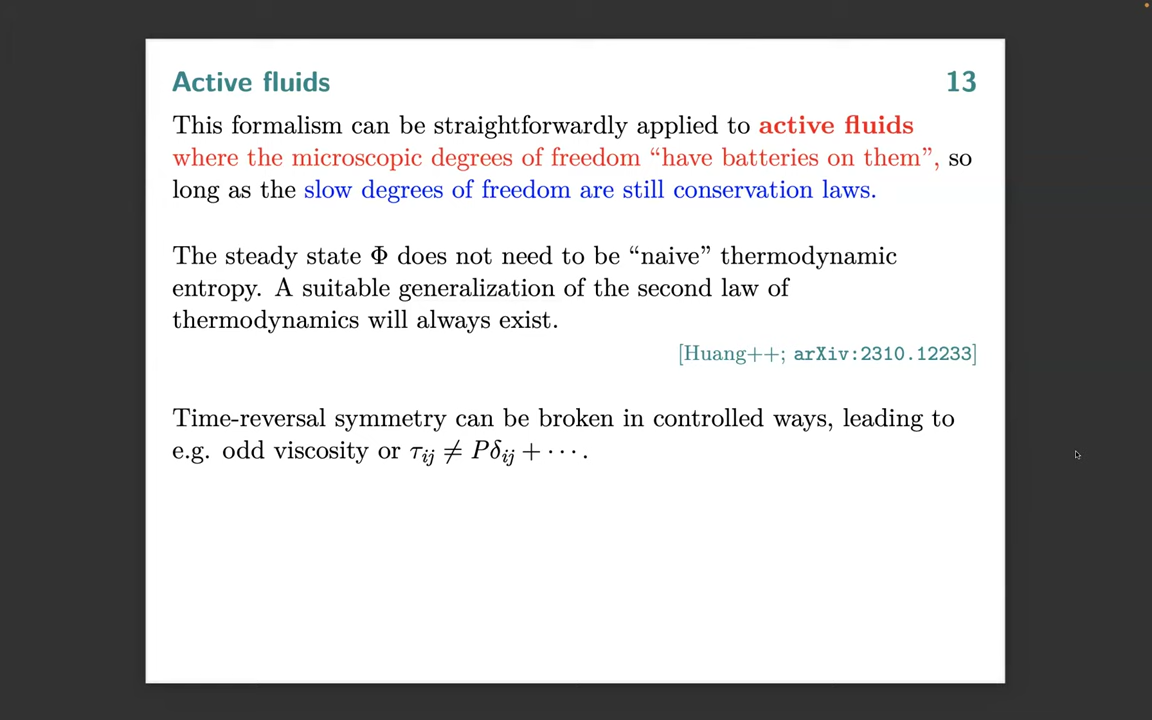 Active fluids 13
This formalism can be straightforwardly applied to active fluids
where the microscopic degrees of freedom “have batteries on them”, so
long as the slow degrees of freedom are still conservation laws.
The steady state Φ does not need to be “naive” thermodynamic
entropy. A suitable generalization of the second law of
thermodynamics will always exist.
[Huang++; arXiv:2310.12233]
Time-reversal symmetry can be broken in controlled ways, leading to
e.g. odd viscosity or τij ≠ Pδij + ⋯.